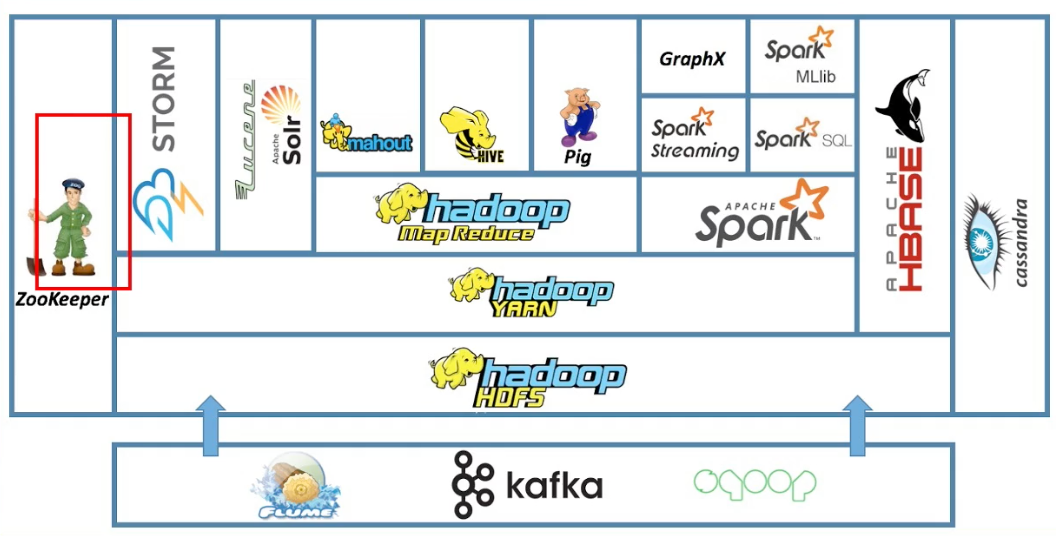 ZooKeeper
STORM
Lucene
Apache
Solr
mahout
HIVE
Pig
GraphX
Spark
MLlib
Spark
Streaming
Spark SQL
hadoop
Map Reduce
APACHE
Spark™
APACHE
HBASE
cassandra
hadoop
YARN
hadoop
HDFS
FLUME
kafka
sqoop